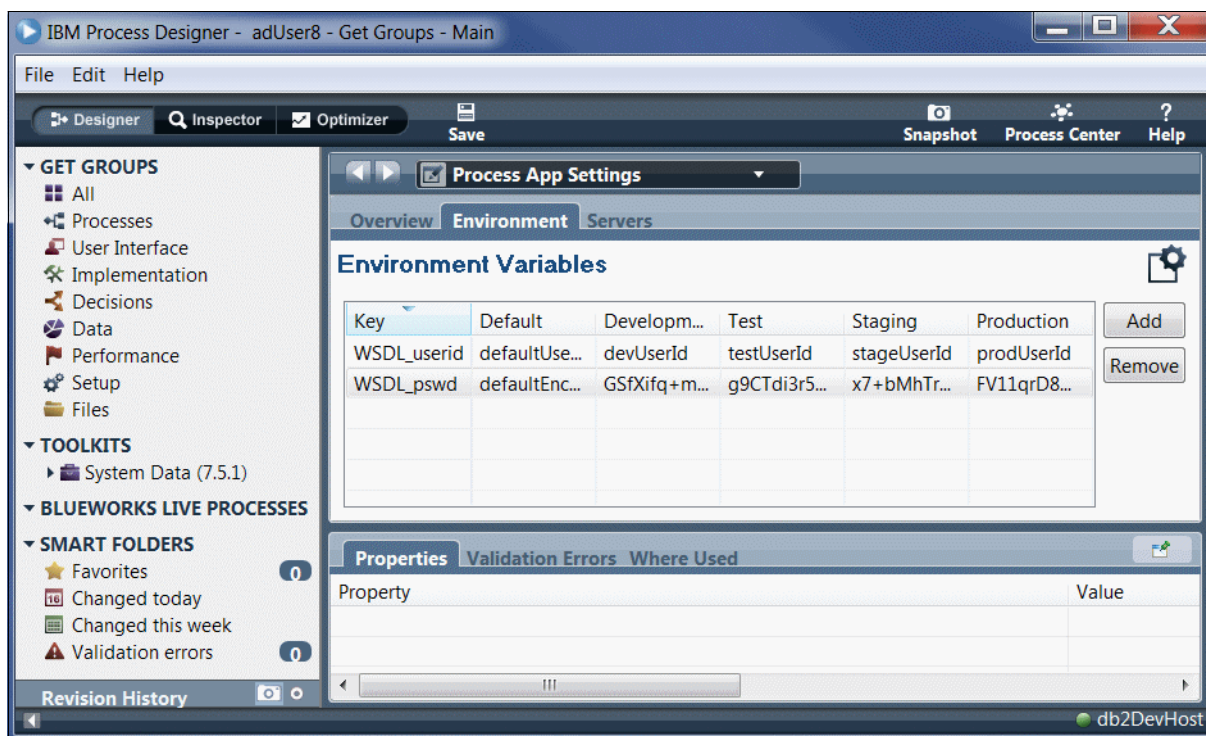 IBM Process Designer - adUser8 - Get Groups - Main
File Edit Help
Designer Inspector Optimizer Save Snapshot Process Center Help
GET GROUPS
All
Processes
User Interface
Implementation
Decisions
Data
Performance
Setup
Files
TOOLKITS
System Data (7.5.1)
BLUEWORKS LIVE PROCESSES
SMART FOLDERS
Favorites 0
Changed today
Changed this week
Validation errors 0
Revision History
Process App Settings
Overview Environment Servers
Environment Variables
Key Default Developm... Test Staging Production
WSDL_userid defaultUse... devUserId testUserId stageUserId prodUserId
WSDL_pswd defaultEnc... GSfXifq+m... g9CTdi3r5... x7+bMhTr... FV11qrD8...
Add
Remove
Properties Validation Errors Where Used
Property Value
db2DevHost